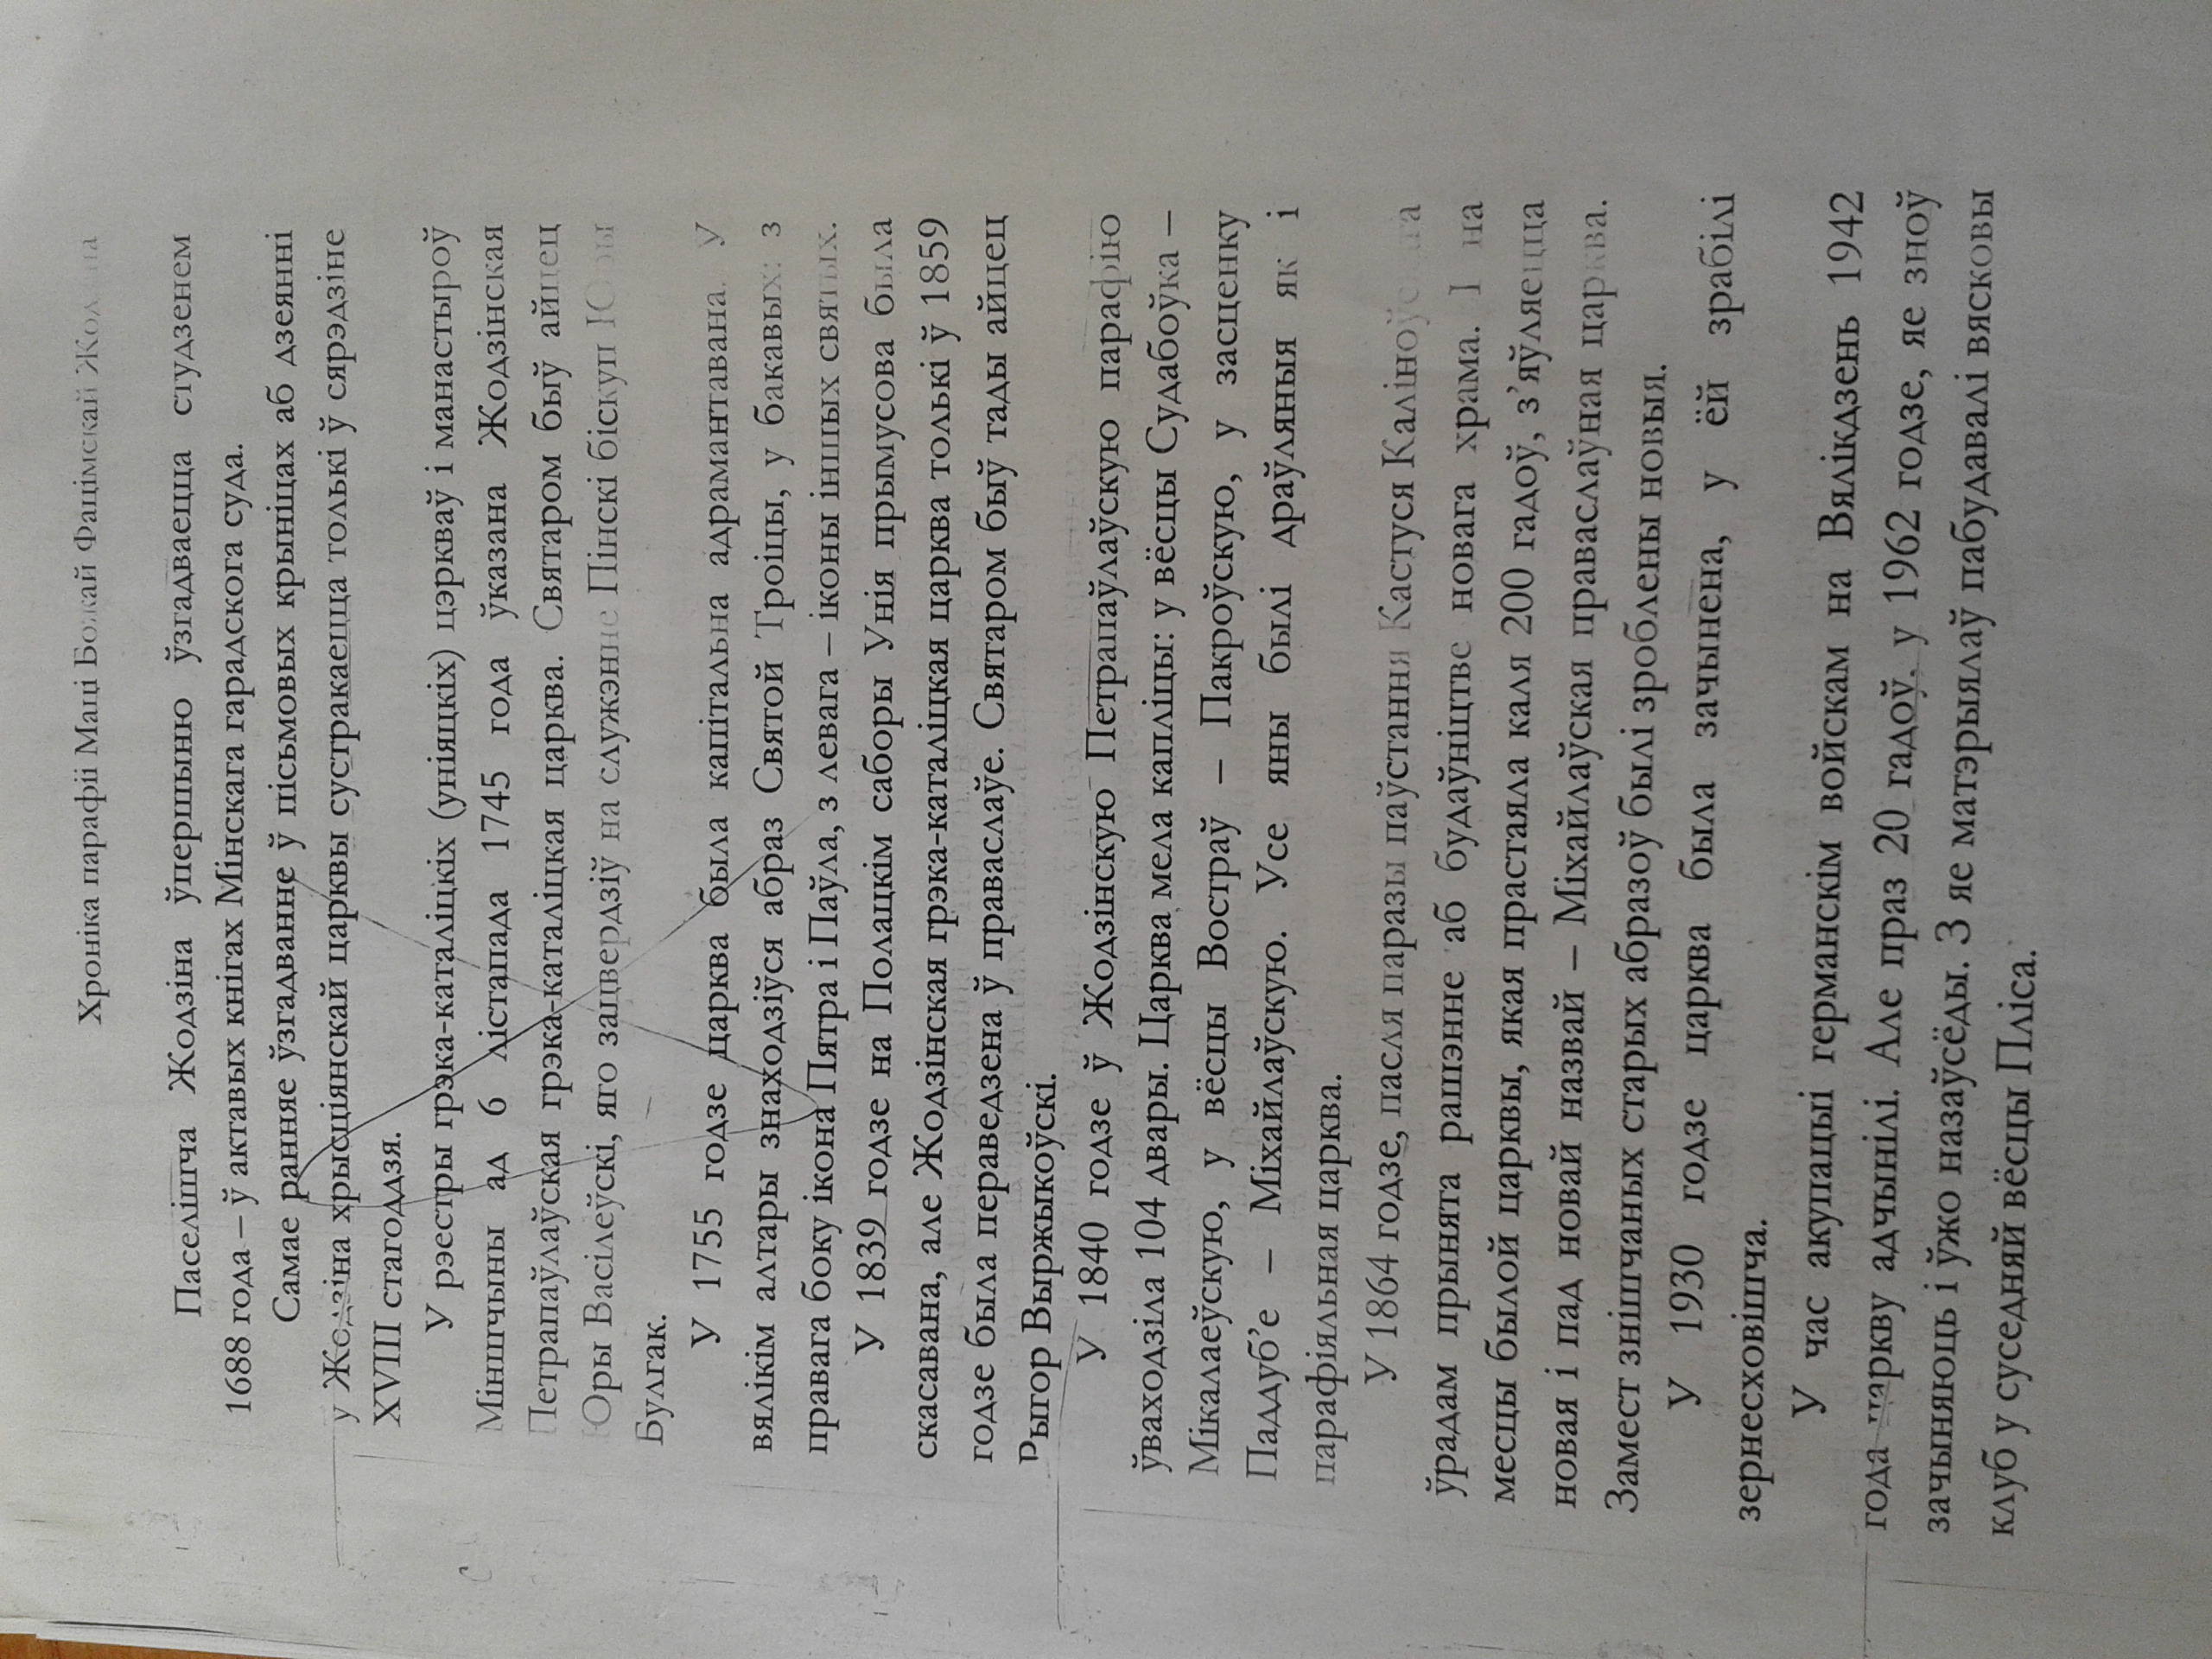 Хроніка парафіі Маці Божай Фацімскай
Паселішча Жодзіна ўпершыню ўзгадваецца студзенем
1688 года – ў актавых кнігах Мінскага гарадскога суда.
Самае ранняе ўзгадванне ў пісьмовых крыніцах аб дзеянні
у Жодзіна хрысціянскай царквы сустракаецца толькі ў сярэдзіне
XVIII стагоддзя.
У рэестры грэка-каталіцкіх (уніяцкіх) цэркваў і манастыроў
Міншчыны ад 6 лістапада 1745 года ўказана Жодзінская
Петрапаўлаўская грэка-каталіцкая царква. Святаром быў айцец
Юры Васілеўскі, яго зацвердзіў на служэнне Пінскі біскуп Юры
Булгак.
У 1755 годзе царква была капітальна адрамантавана. У
вялікім алтары знаходзіўся абраз Святой Троіцы, у бакавых: з
правага боку ікона Пятра і Паўла, з левага – іконы іншых святых.
У 1839 годзе на Полацкім саборы Унія прымусова была
скасавана, але Жодзінская грэка-каталіцкая царква толькі ў 1859
годзе была пераведзена ў праваслаўе. Святаром быў тады айцец
Рыгор Выржыкоўскі.
У 1840 годзе ў Жодзінскую Петрапаўлаўскую парафію
ўваходзіла 104 двары. Царква мела капліцы: у вёсцы Судабоўка –
Мікалаеўскую, у вёсцы Востраў – Пакроўскую, у засценку
Паддуб’е – Міхайлаўскую. Усе яны былі драўляныя як і
парафіяльная царква.
У 1864 годзе, пасля паразы паўстання Кастуся Каліноўскага
ўрадам прынята рашэнне аб будаўніцтве новага храма. І на
месцы былой царквы, якая прастаяла каля 200 гадоў, з’яўляецца
новая і пад новай назвай – Міхайлаўская праваслаўная царква.
Замест знішчаных старых абразоў былі зроблены новыя.
У 1930 годзе царква была зачынена, у ёй зрабілі
зернесховішча.
У час акупацыі германскім войскам на Вялікдзень 1942
года царкву адчынілі. Але праз 20 гадоў, у 1962 годзе, яе зноў
зачыняюць і ўжо назаўсёды. З яе матэрыялаў пабудавалі вясковы
клуб у суседняй вёсцы Пліса.